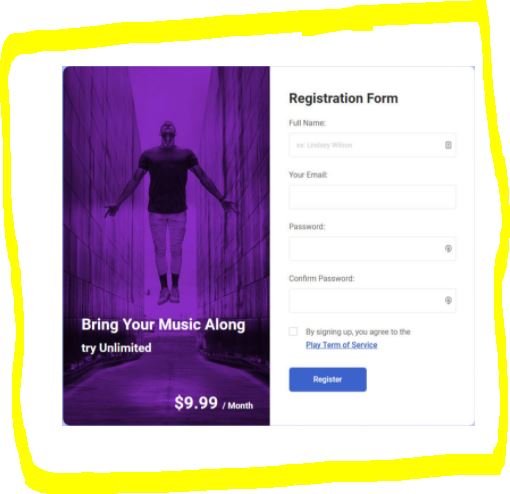 Registration Form
Full Name:
ex: Lindsey Wilson
Your Email:
Password:
Confirm Password:
By signing up, you agree to the
Play Term of Service
Register
Bring Your Music Along
try Unlimited
$9.99 / Month